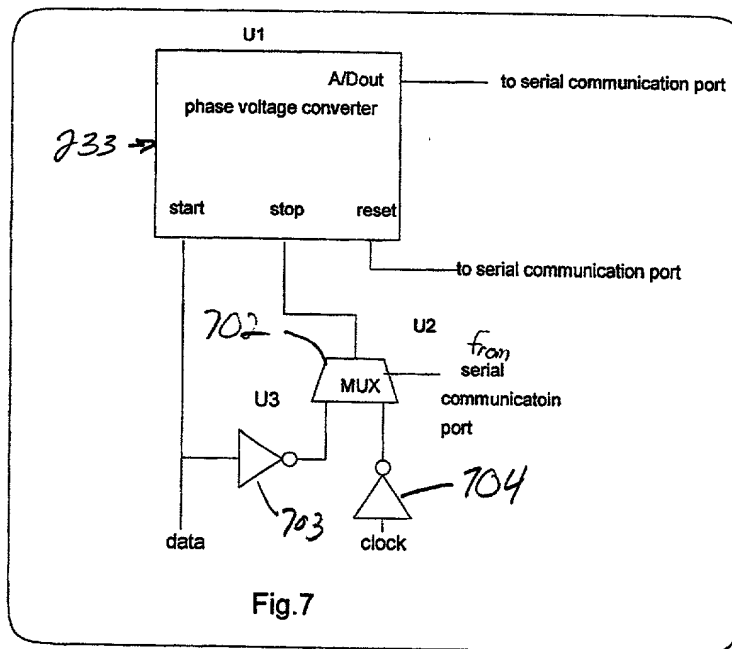 U1
A/Dout
to serial communication port
phase voltage converter
233
start
stop
reset
to serial communication port
702
U2
from
serial
communicatoin
port
MUX
U3
703
704
data
clock
Fig.7